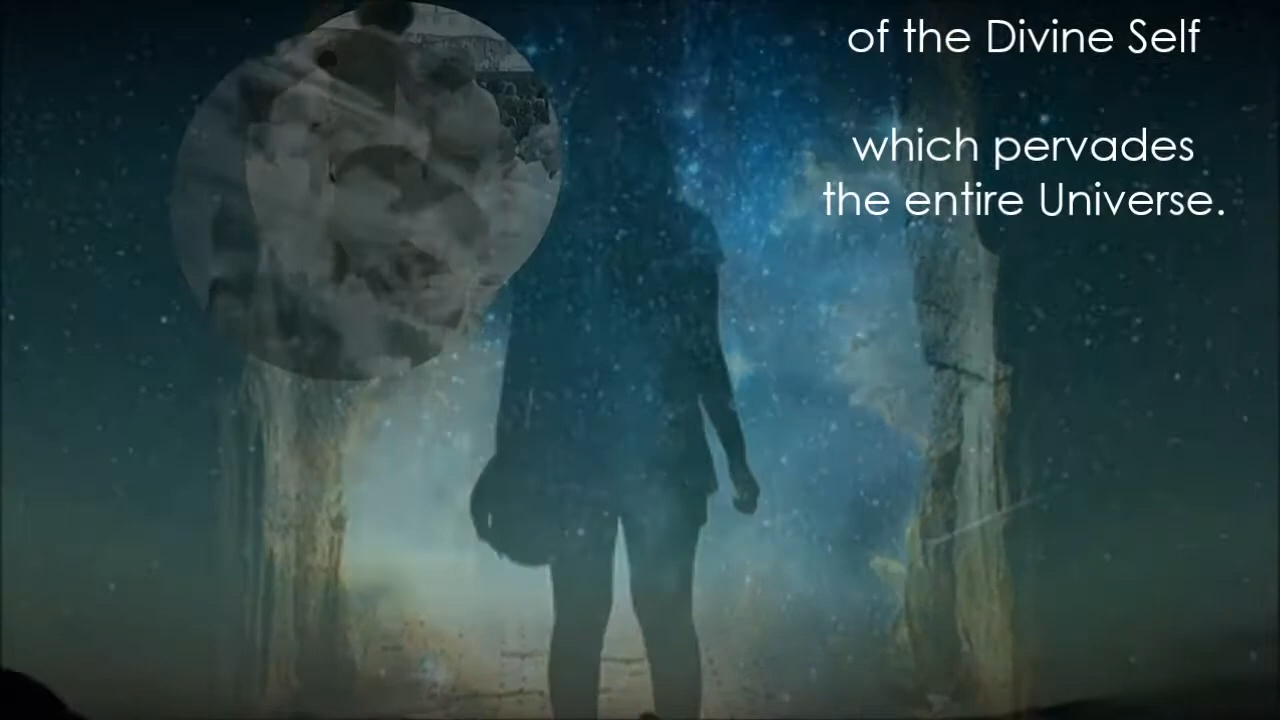 of the Divine Self
which pervades
the entire Universe.